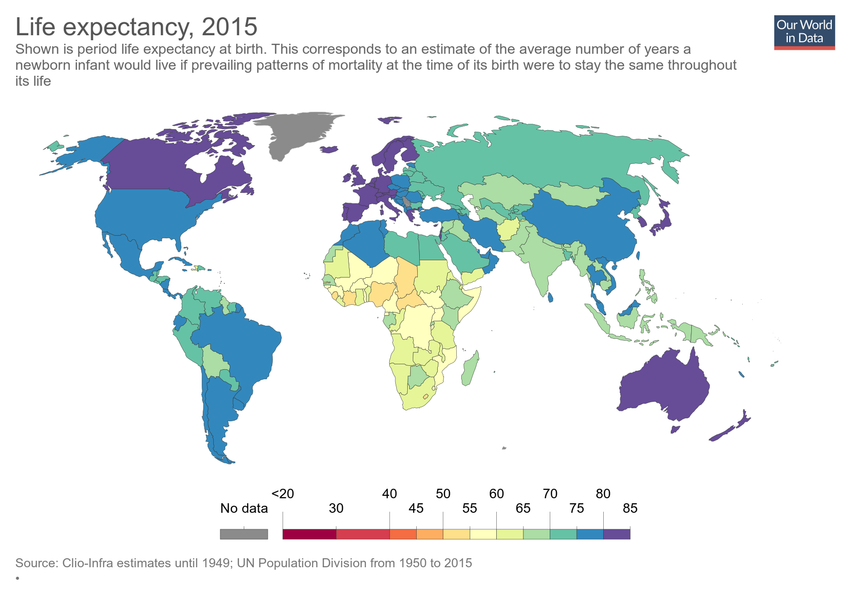 Life expectancy, 2015
Our World
in Data
Shown is period life expectancy at birth. This corresponds to an estimate of the average number of years a
newborn infant would live if prevailing patterns of mortality at the time of its birth were to stay the same throughout
its life
<20 40 50 60 70 80
No data 30 45 55 65 75 85
Source: Clio-Infra estimates until 1949; UN Population Division from 1950 to 2015
•